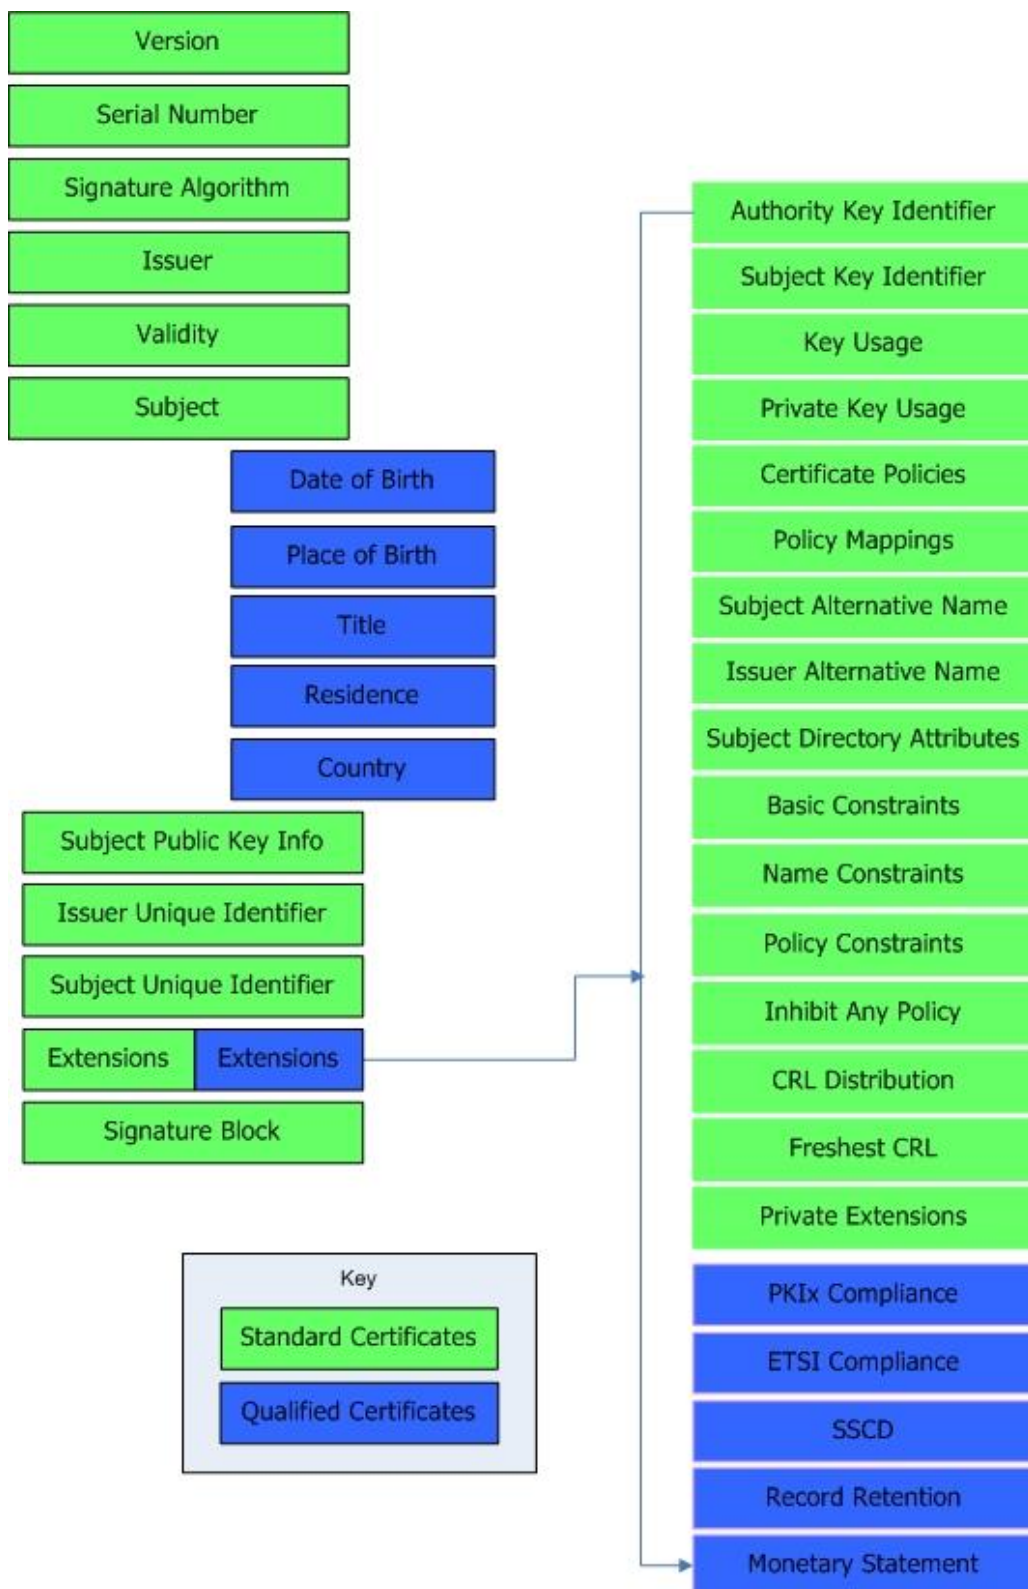 Version
Serial Number
Signature Algorithm
Issuer
Validity
Subject
Date of Birth
Place of Birth
Title
Residence
Country
Subject Public Key Info
Issuer Unique Identifier
Subject Unique Identifier
Extensions Extensions
Signature Block
Authority Key Identifier
Subject Key Identifier
Key Usage
Private Key Usage
Certificate Policies
Policy Mappings
Subject Alternative Name
Issuer Alternative Name
Subject Directory Attributes
Basic Constraints
Name Constraints
Policy Constraints
Inhibit Any Policy
CRL Distribution
Freshest CRL
Private Extensions
PKIx Compliance
ETSI Compliance
SSCD
Record Retention
Monetary Statement
Key
Standard Certificates
Qualified Certificates